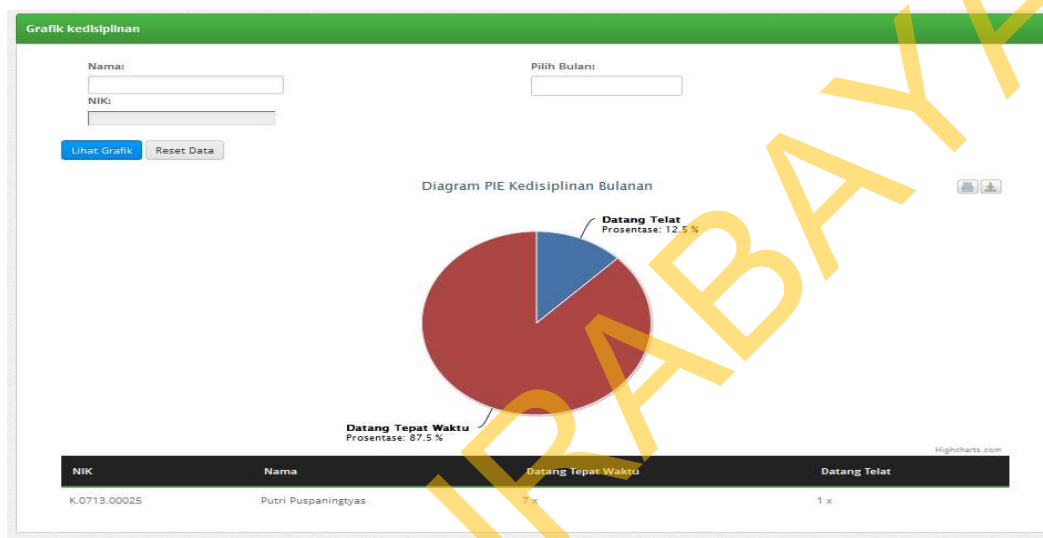 Grafik kedisiplinan
Nama:
Pilih Bulan:
NIK:
Lihat Grafik
Reset Data
Diagram PIE Kedisiplinan Bulanan
Datang Telat
Prosentase: 12.5 %
Datang Tepat Waktu
Prosentase: 87.5 %
Highcharts.com
NIK Nama Datang Tepat Waktu Datang Telat
K.0713.00025 Putri Puspaningtyas 7 x 1 x
RABAYA